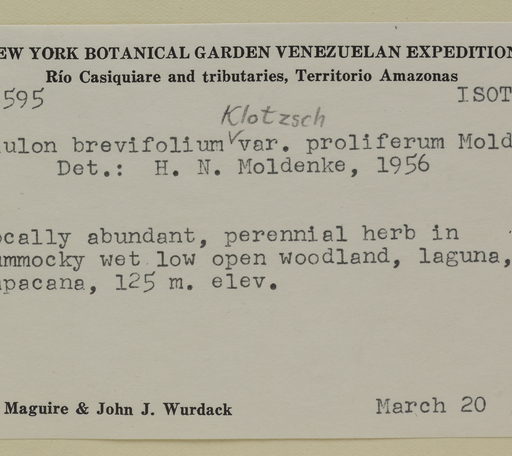 EW YORK BOTANICAL GARDEN VENEZUELAN EXPEDITION
Río Casiquiare and tributaries, Territorio Amazonas
595 ISOT
Klotzsch
ulon brevifolium var. proliferum Mold
Det.: H. N. Moldenke, 1956
ocally abundant, perennial herb in
ummocky wet low open woodland, laguna,
apacana, 125 m. elev.
Maguire & John J. Wurdack March 20